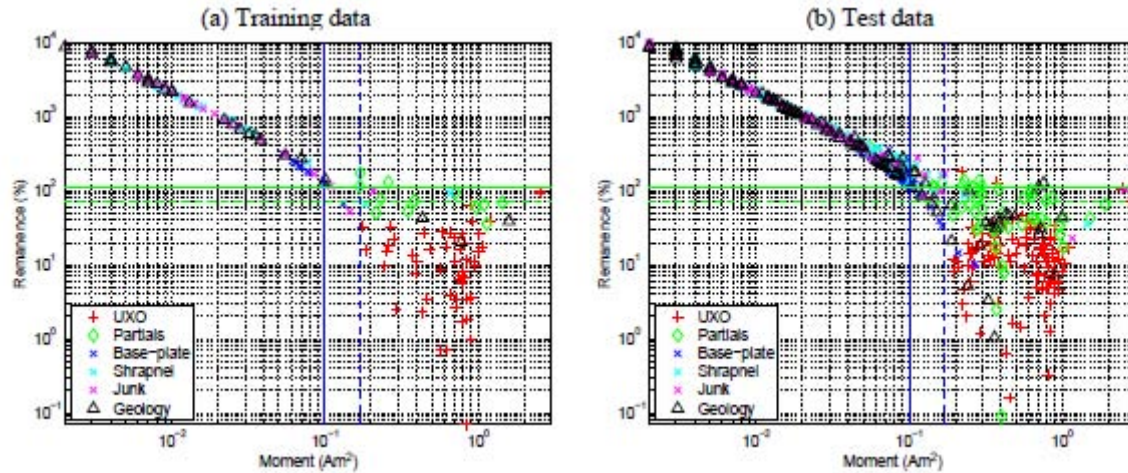 (a) Training data
(b) Test data
10⁴
10³
10²
10¹
10⁰
10⁻¹
Remanence (%)
UXO
Partials
Base-plate
Shrapnel
Junk
Geology
10⁻²
10⁻¹
10⁰
Moment (Am²)
10⁴
10³
10²
10¹
10⁰
10⁻¹
Remanence (%)
UXO
Partials
Base-plate
Shrapnel
Junk
Geology
10⁻²
10⁻¹
10⁰
Moment (Am²)